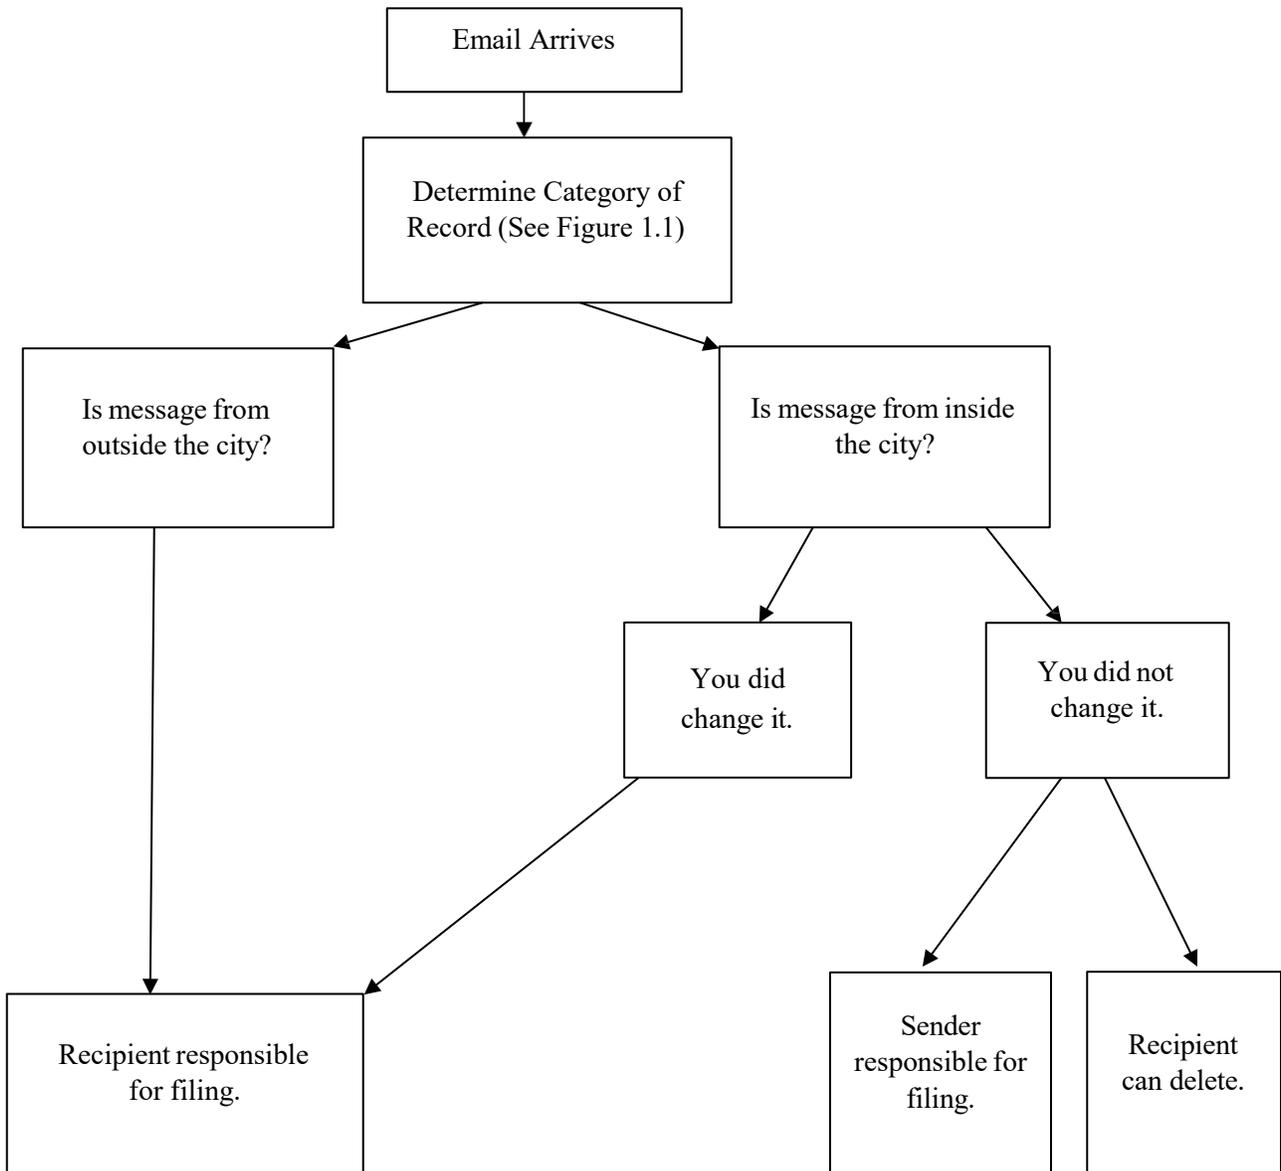 Email Arrives
Determine Category of
Record (See Figure 1.1)
Is message from
outside the city?
Is message from inside
the city?
You did
change it.
You did not
change it.
Recipient responsible
for filing.
Sender
responsible for
filing.
Recipient
can delete.